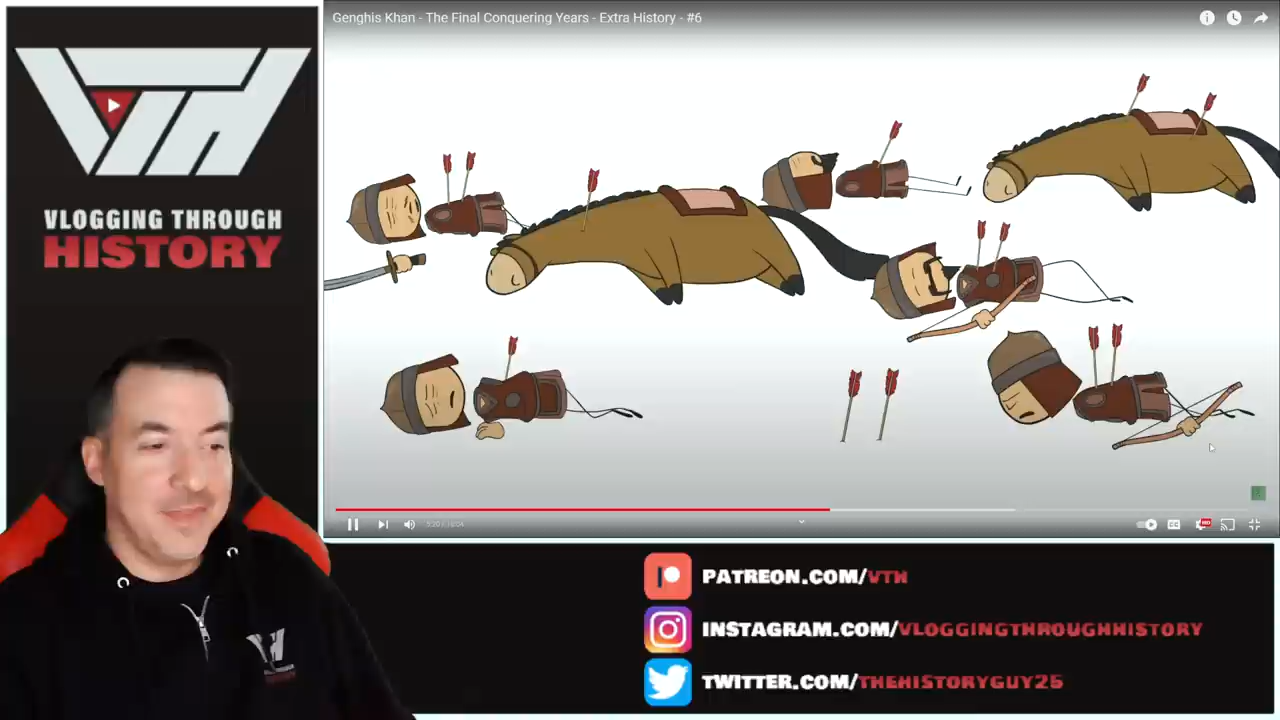 Genghis Khan - The Final Conquering Years - Extra History - #6
VLOGGING THROUGH
HISTORY
PATREON.COM/VTH
INSTAGRAM.COM/VLOGGINGTHROUGHHISTORY
TWITTER.COM/THEHISTORYGUY25